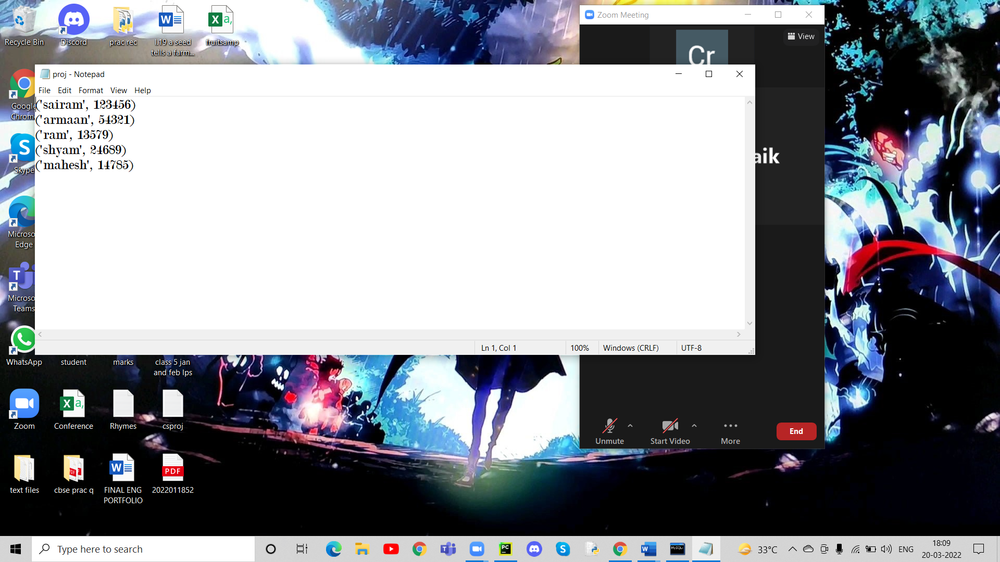 Recycle Bin
Discord
prac rec
l.19 a seed
tells a farm...
fruitsamp
Zoom Meeting
View
Cr
proj - Notepad
File Edit Format View Help
('sairam', 123456)
('armaan', 54321)
('ram', 13579)
('shyam', 24689)
('mahesh', 14785)
aik
Google
Chrom
Skype
Microso
Edge
Microso
Teams
Ln 1, Col 1
100%
Windows (CRLF)
UTF-8
WhatsApp
student
marks
class 5 jan
and feb lps
Zoom
Conference
Rhymes
csproj
Unmute
Start Video
More
End
text files
cbse prac q
FINAL ENG
PORTFOLIO
PDF
2022011852
Type here to search
33°C
ENG
18:09
20-03-2022